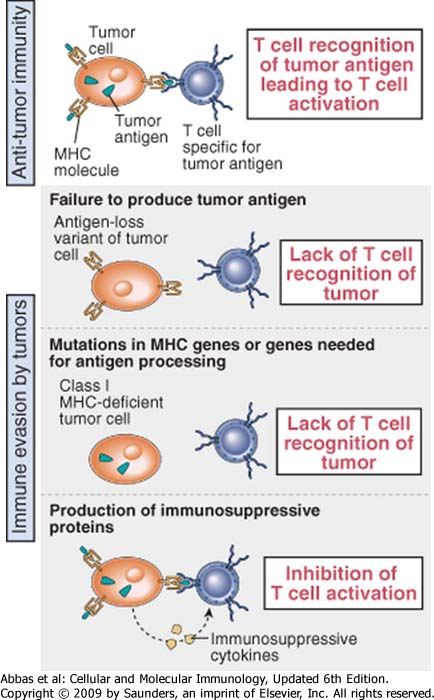 Anti-tumor immunity
Tumor
cell
Tumor
antigen
MHC
molecule
T cell
specific for
tumor antigen
T cell recognition
of tumor antigen
leading to T cell
activation
Immune evasion by tumors
Failure to produce tumor antigen
Antigen-loss
variant of tumor
cell
Lack of T cell
recognition of
tumor
Mutations in MHC genes or genes needed
for antigen processing
Class I
MHC-deficient
tumor cell
Lack of T cell
recognition of
tumor
Production of immunosuppressive
proteins
Inhibition of
T cell activation
Immunosuppressive
cytokines
Abbas et al: Cellular and Molecular Immunology, Updated 6th Edition.
Copyright © 2009 by Saunders, an imprint of Elsevier, Inc. All rights reserved.